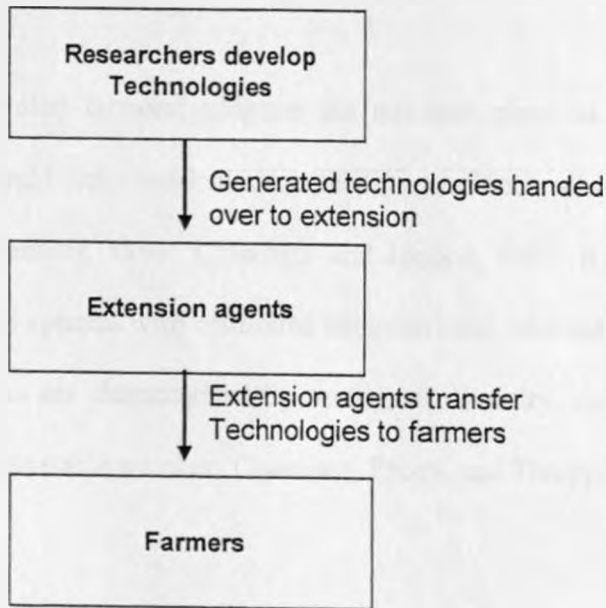 Researchers develop
Technologies
Generated technologies handed
over to extension
Extension agents
Extension agents transfer
Technologies to farmers
Farmers